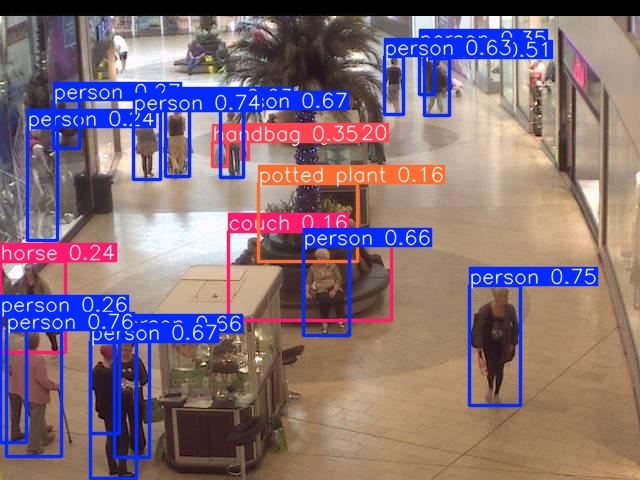 person 0.35
person 0.63
0.51
person 0.27
person 0.74
son 0.67
person 0.24
handbag 0.35
20
potted plant 0.16
couch 0.16
person 0.66
horse 0.24
person 0.75
person 0.26
person 0.76
rson 0.66
person 0.67